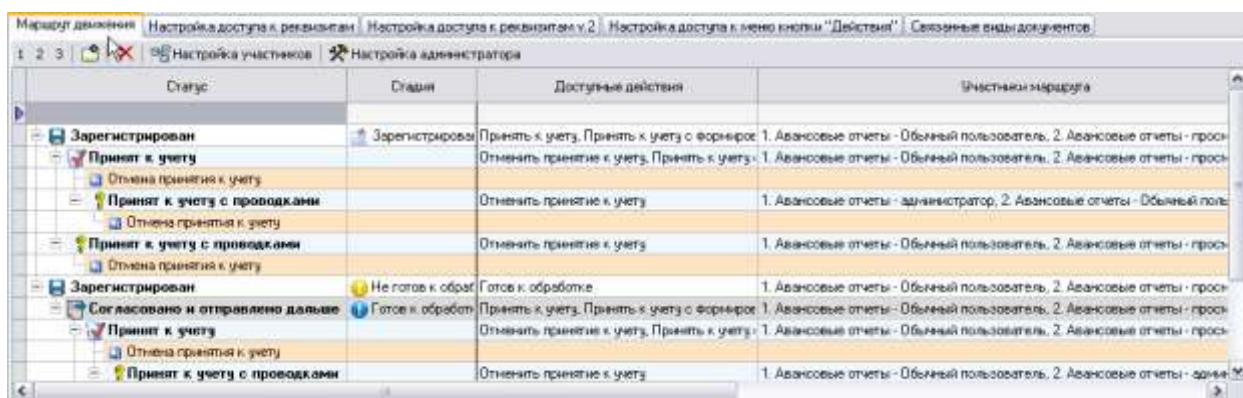 Маршрут движения Настройка доступа к реквизитам Настройка доступа к реквизитам v.2 Настройка доступа к меню кнопки "Действия" Связанные виды документов
1 2 3 Настройка участников Настройка администратора
Статус Стадия Доступные действия Участники маршрута
Зарегистрирован Зарегистрирован Принять к учету, Принять к учету с формиров 1. Авансовые отчеты - Обычный пользователь, 2. Авансовые отчеты - просм
Принят к учету Отменить принятие к учету, Принять к учету 1. Авансовые отчеты - Обычный пользователь, 2. Авансовые отчеты - просм
Отмена принятия к учету
Принят к учету с проводками Отменить принятие к учету 1. Авансовые отчеты - администратор, 2. Авансовые отчеты - Обычный поль
Отмена принятия к учету
Принят к учету с проводками Отменить принятие к учету 1. Авансовые отчеты - Обычный пользователь, 2. Авансовые отчеты - просм
Отмена принятия к учету
Зарегистрирован Не готов к обраб Готов к обработке 1. Авансовые отчеты - Обычный пользователь, 2. Авансовые отчеты - просм
Согласовано и отправлено дальше Готов к обработ Принять к учету, Принять к учету с формиров 1. Авансовые отчеты - Обычный пользователь, 2. Авансовые отчеты - просм
Принят к учету Отменить принятие к учету, Принять к учету 1. Авансовые отчеты - Обычный пользователь, 2. Авансовые отчеты - просм
Отмена принятия к учету
Принят к учету с проводками Отменить принятие к учету 1. Авансовые отчеты - Обычный пользователь, 2. Авансовые отчеты - админ